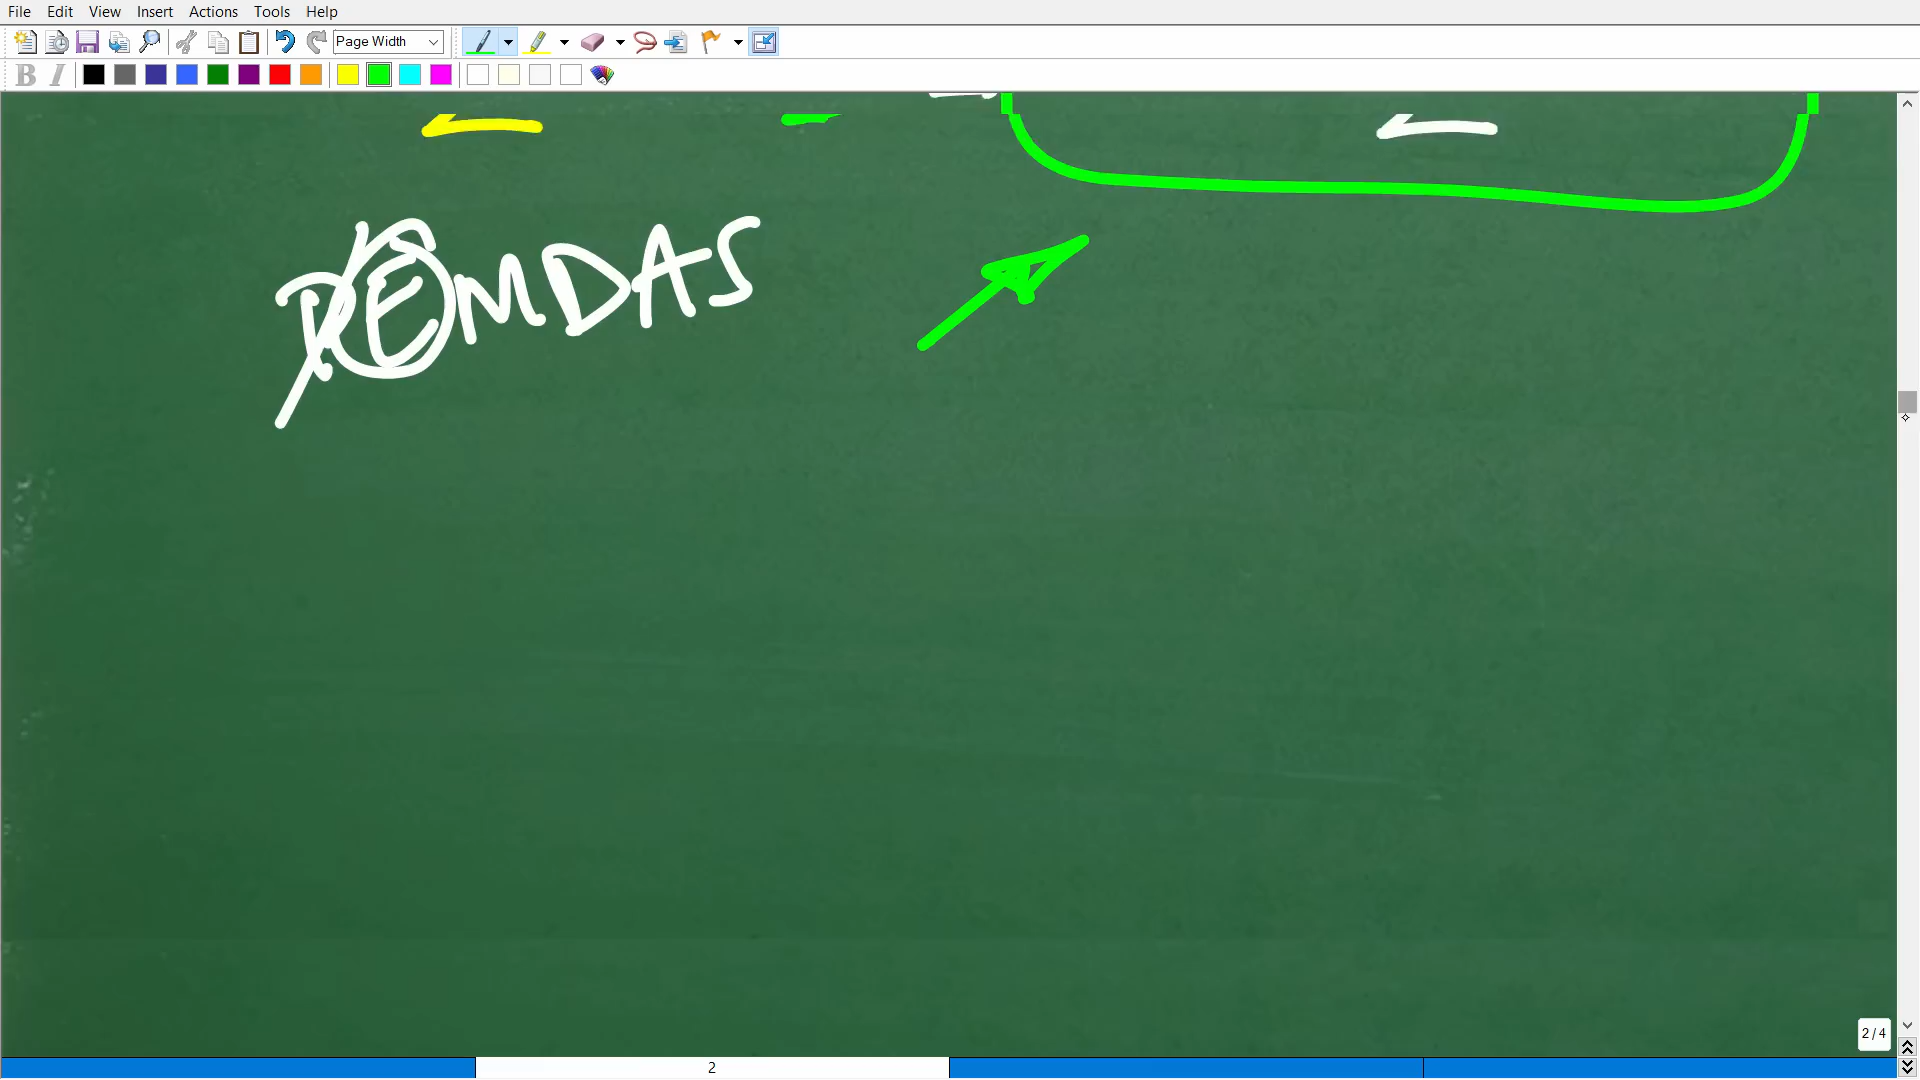 File Edit View Insert Actions Tools Help
Page Width
B I
PEMDAS
2 / 4
2